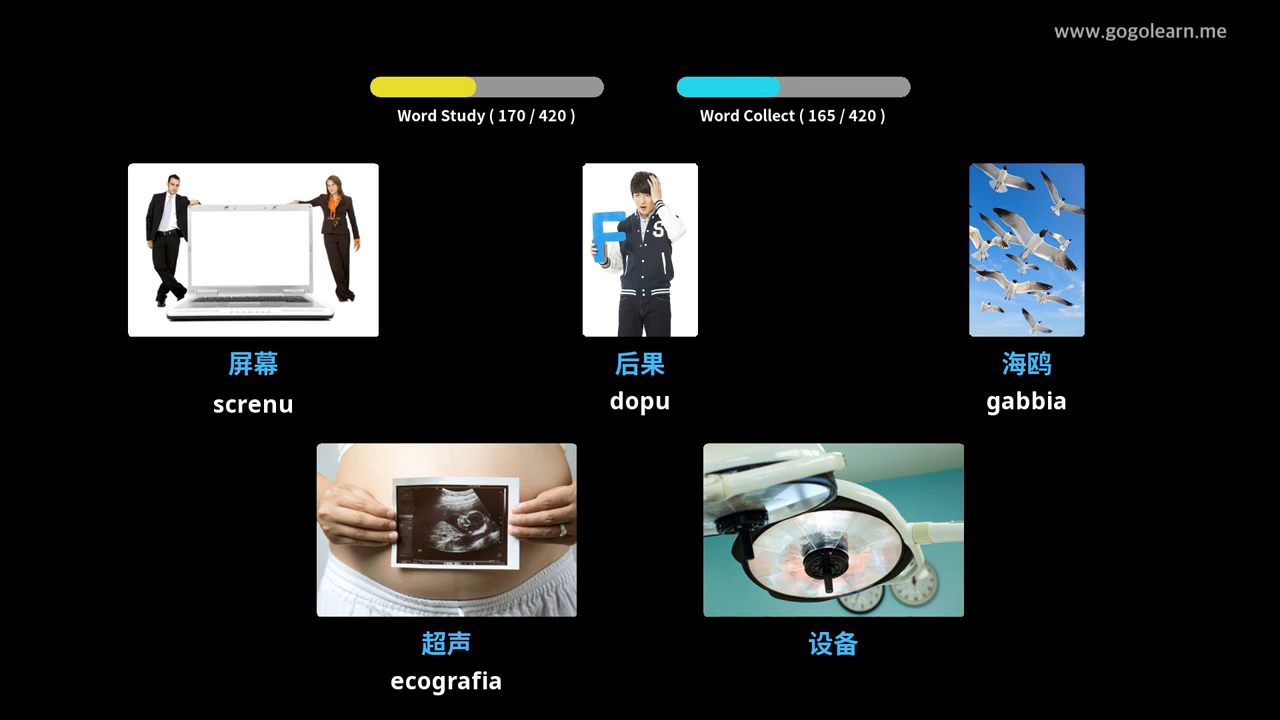 www.gogolearn.me
Word Study ( 170 / 420 )
Word Collect ( 165 / 420 )
F
S
屏幕
screnu
后果
dopu
海鸥
gabbia
超声
ecografia
设备